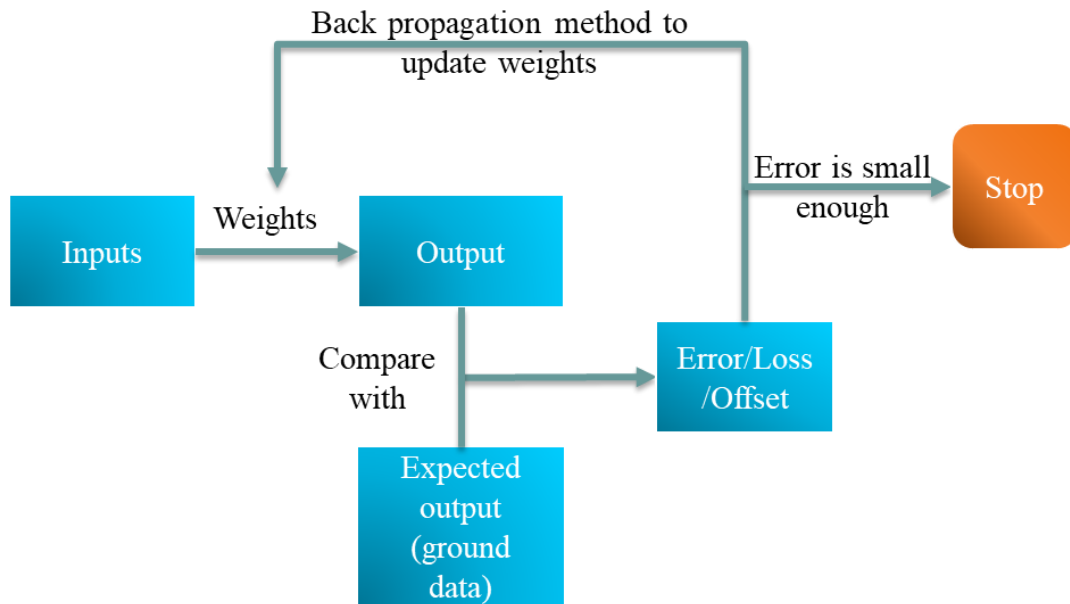 Back propagation method to
update weights
Error is small
enough
Stop
Weights
Inputs
Output
Compare
with
Error/Loss
/Offset
Expected
output
(ground
data)